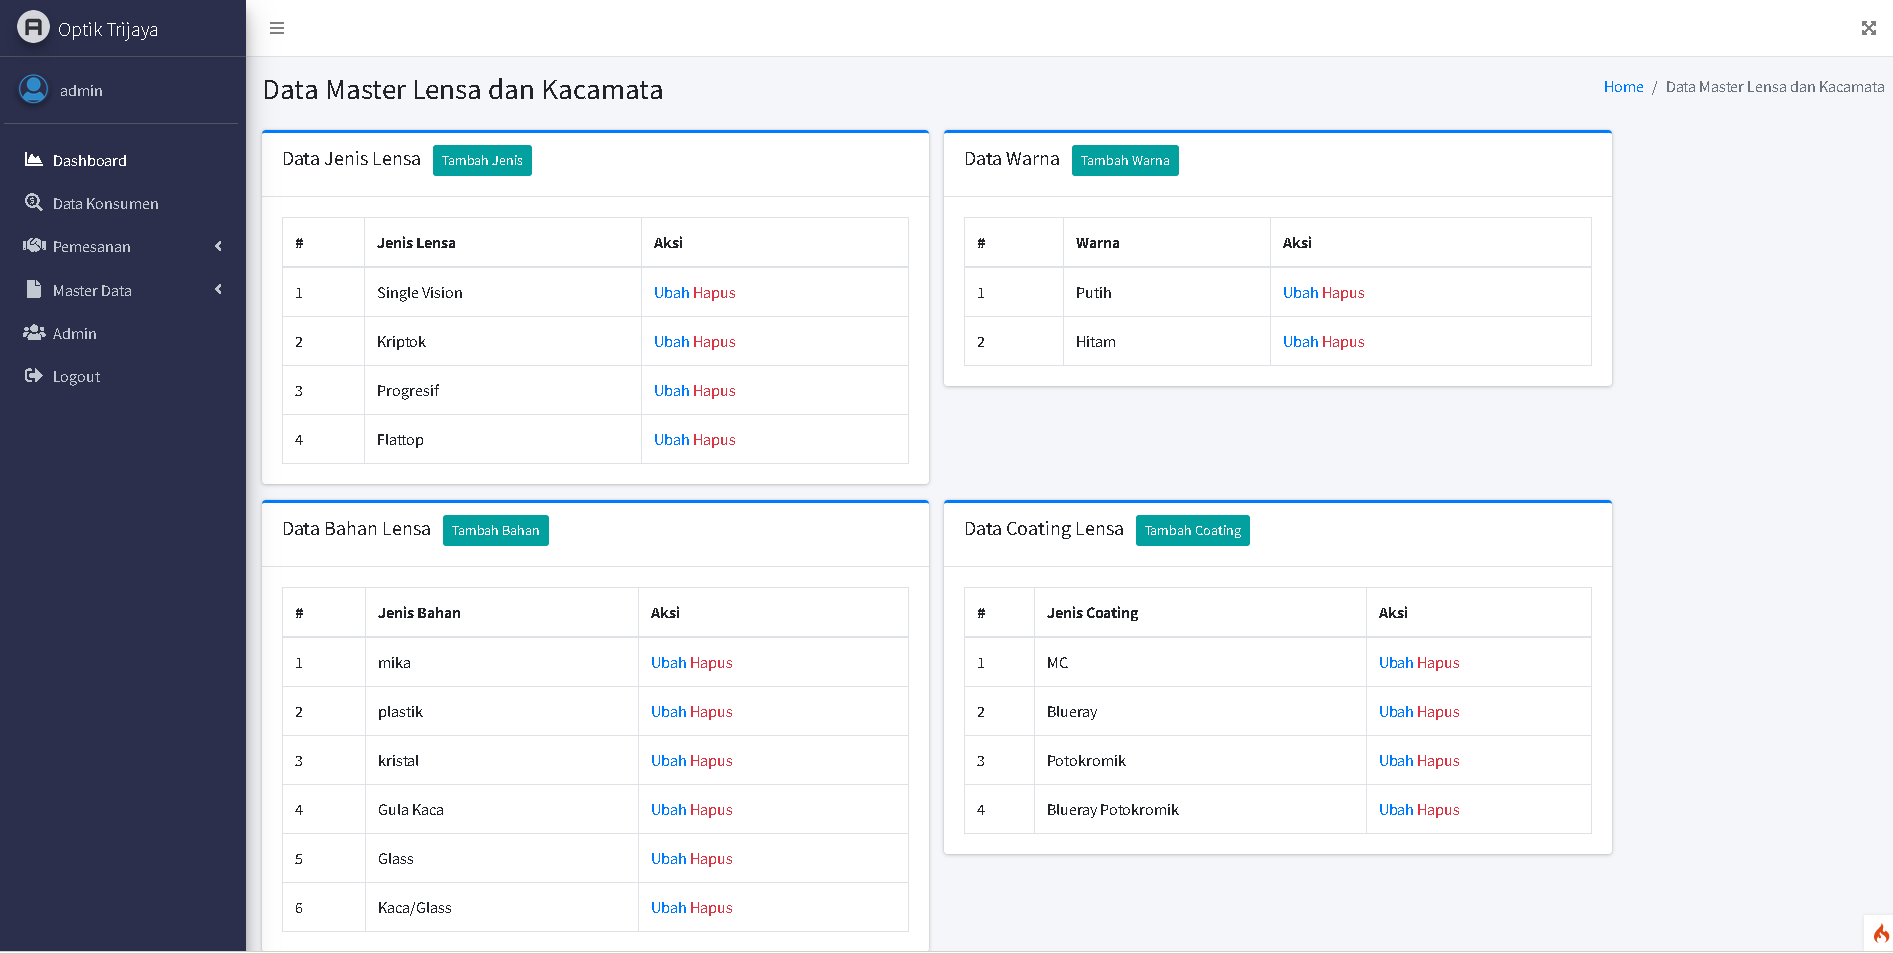 Optik Trijaya
admin
Dashboard
Data Konsumen
Pemesanan
Master Data
Admin
Logout
Data Master Lensa dan Kacamata
Home / Data Master Lensa dan Kacamata
Data Jenis Lensa Tambah Jenis
# Jenis Lensa Aksi
1 Single Vision Ubah Hapus
2 Kriptok Ubah Hapus
3 Progresif Ubah Hapus
4 Flattop Ubah Hapus
Data Warna Tambah Warna
# Warna Aksi
1 Putih Ubah Hapus
2 Hitam Ubah Hapus
Data Bahan Lensa Tambah Bahan
# Jenis Bahan Aksi
1 mika Ubah Hapus
2 plastik Ubah Hapus
3 kristal Ubah Hapus
4 Gula Kaca Ubah Hapus
5 Glass Ubah Hapus
6 Kaca/Glass Ubah Hapus
Data Coating Lensa Tambah Coating
# Jenis Coating Aksi
1 MC Ubah Hapus
2 Blueray Ubah Hapus
3 Potokromik Ubah Hapus
4 Blueray Potokromik Ubah Hapus